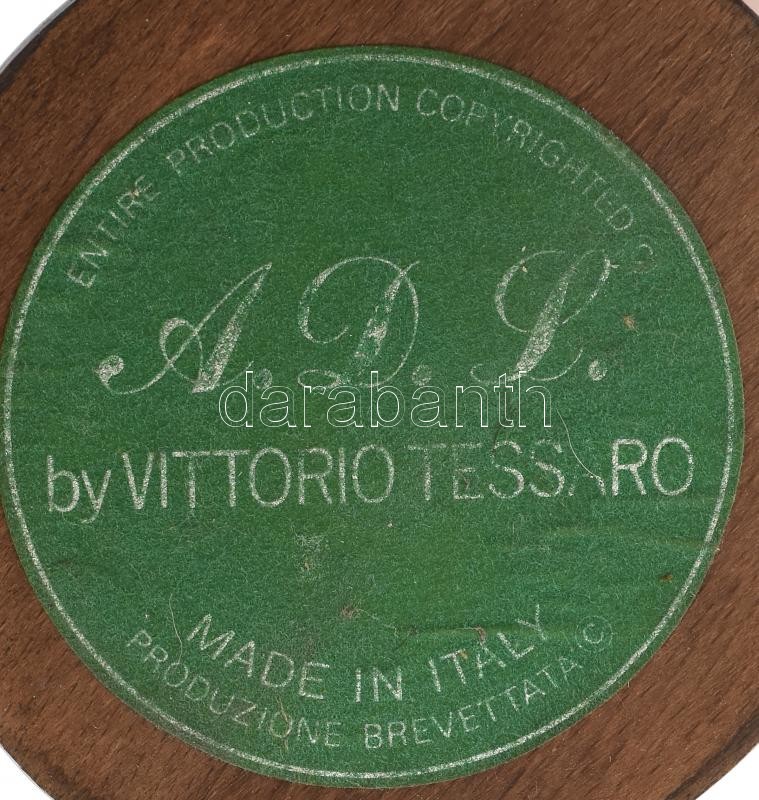 ENTIRE PRODUCTION COPYRIGHTED ©
A. D. L.
darabanth
by VITTORIO TESSARO
MADE IN ITALY
PRODUZIONE BREVETTATA ©